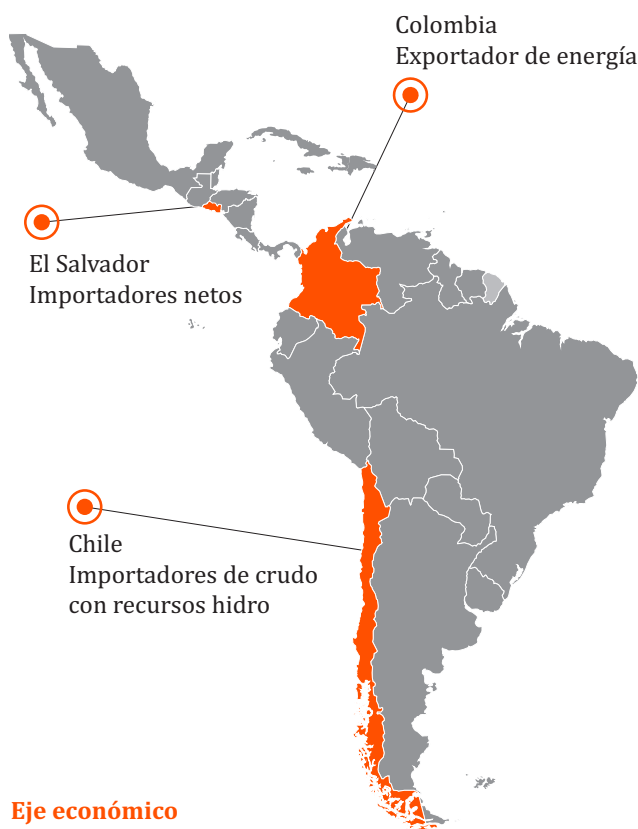 Colombia
Exportador de energía
El Salvador
Importadores netos
Chile
Importadores de crudo
con recursos hidro
Eje económico